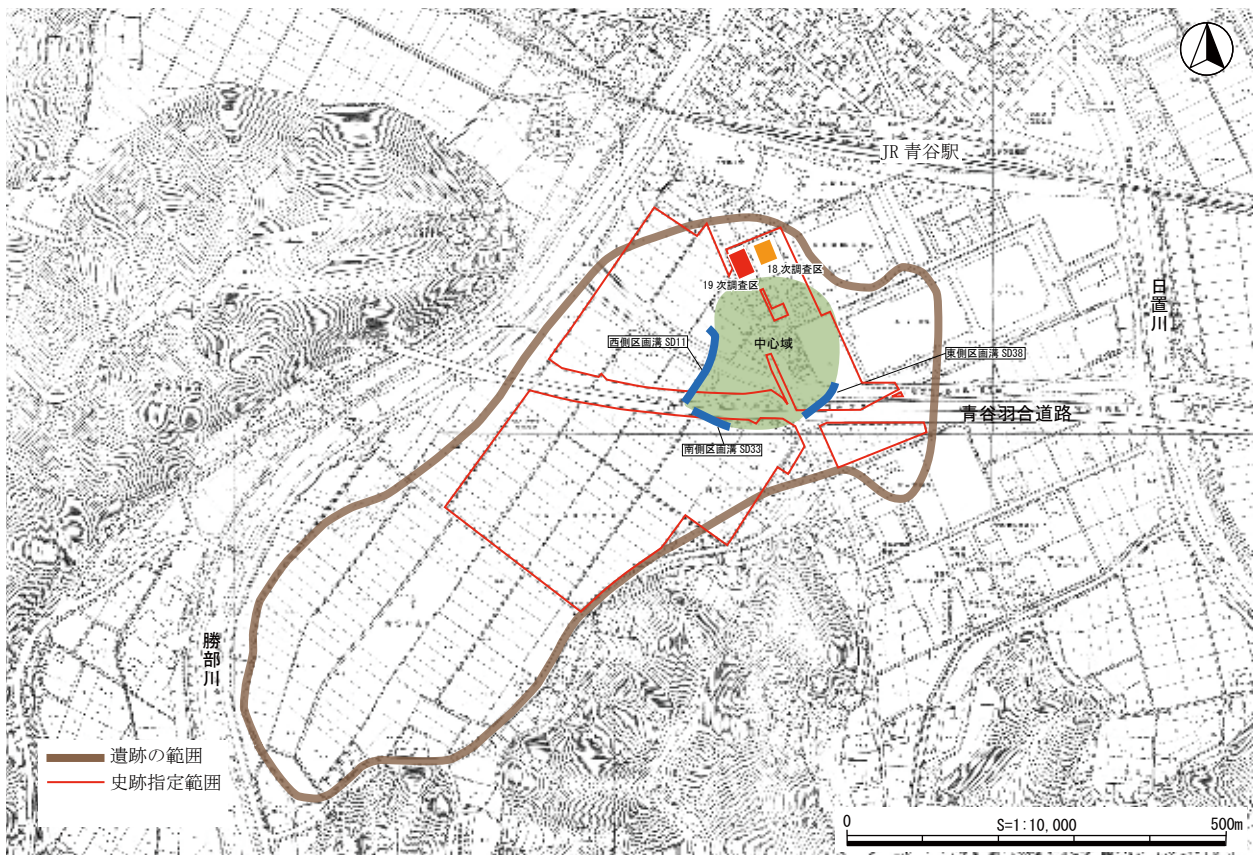 JR 青谷駅
18 次調査区
19 次調査区
日置川
西側区画溝 SD11
中心域
東側区画溝 SD38
青谷羽合道路
南側区画溝 SD33
勝部川
遺跡の範囲
史跡指定範囲
0
S=1:10,000
500m